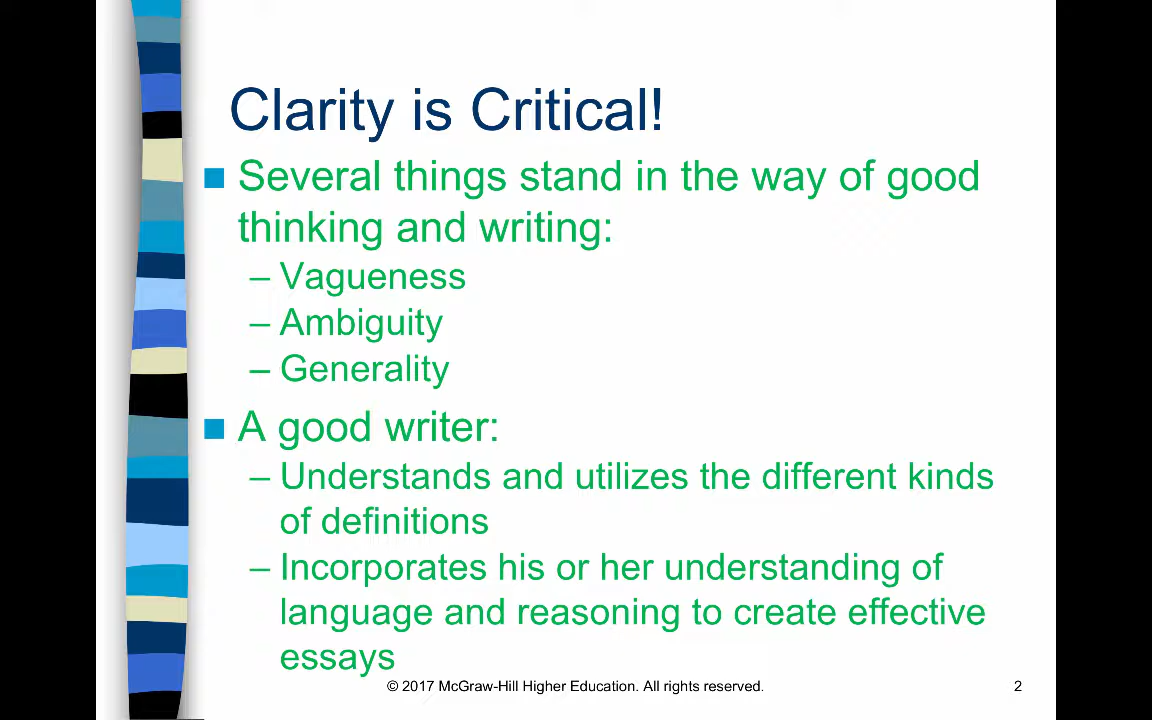 Clarity is Critical!
Several things stand in the way of good
thinking and writing:
– Vagueness
– Ambiguity
– Generality
A good writer:
– Understands and utilizes the different kinds
of definitions
– Incorporates his or her understanding of
language and reasoning to create effective
essays
© 2017 McGraw-Hill Higher Education. All rights reserved.
2